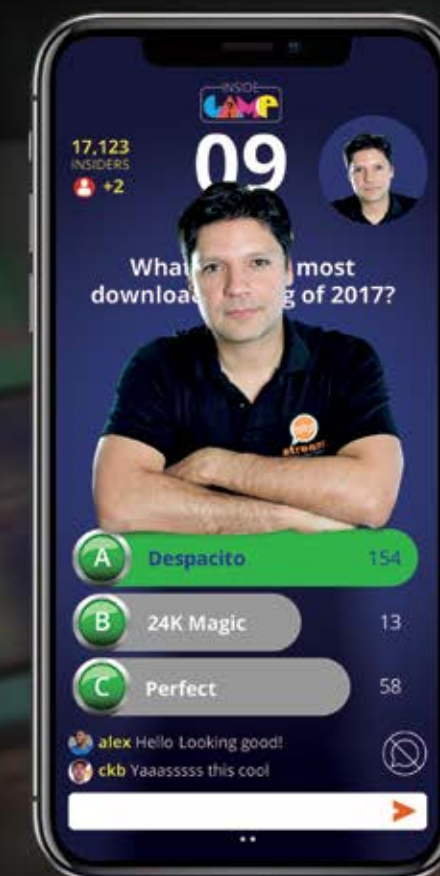 INSIDE
GAME
17,123
INSIDERS
+2
09
What most
downloa g of 2017?
stream
A Despacito 154
B 24K Magic 13
C Perfect 58
alex Hello Looking good!
ckb Yaaasssss this cool